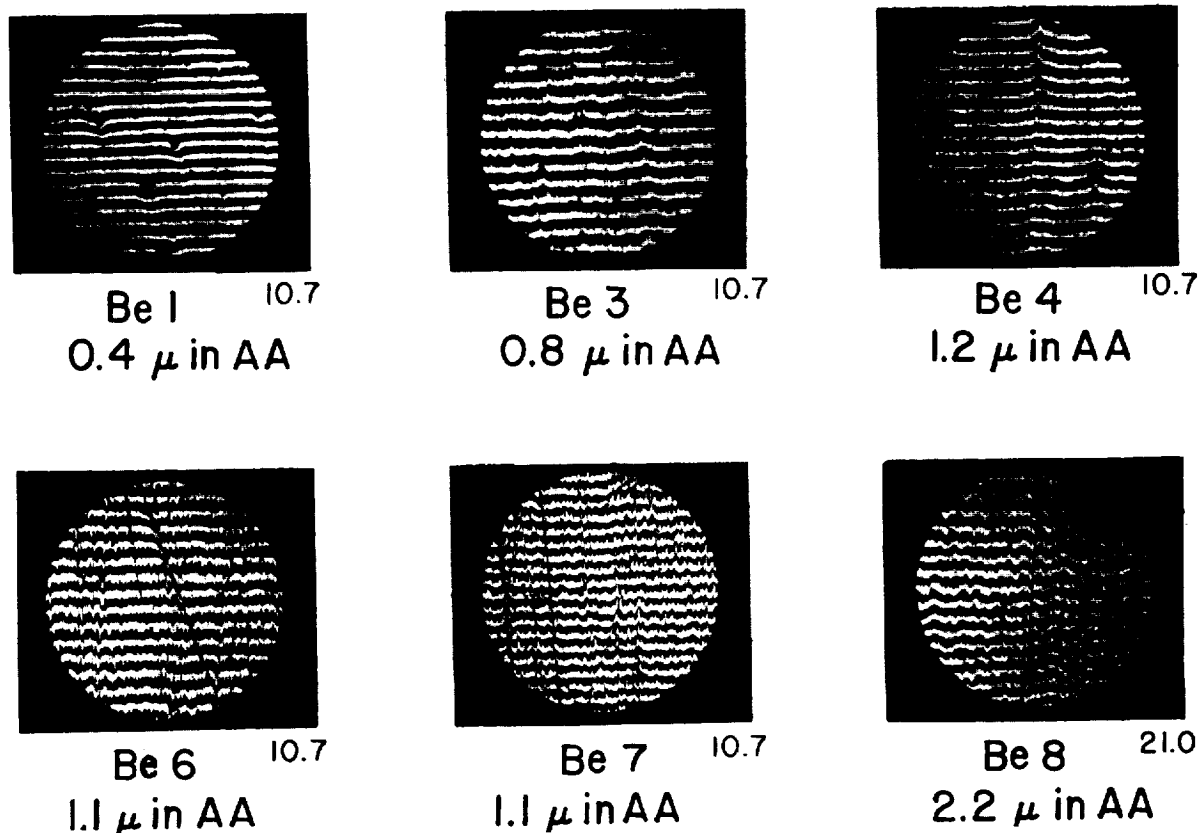 10.7
Be 1
0.4 μ in AA
10.7
Be 3
0.8 μ in AA
10.7
Be 4
1.2 μ in AA
10.7
Be 6
1.1 μ in AA
10.7
Be 7
1.1 μ in AA
21.0
Be 8
2.2 μ in AA